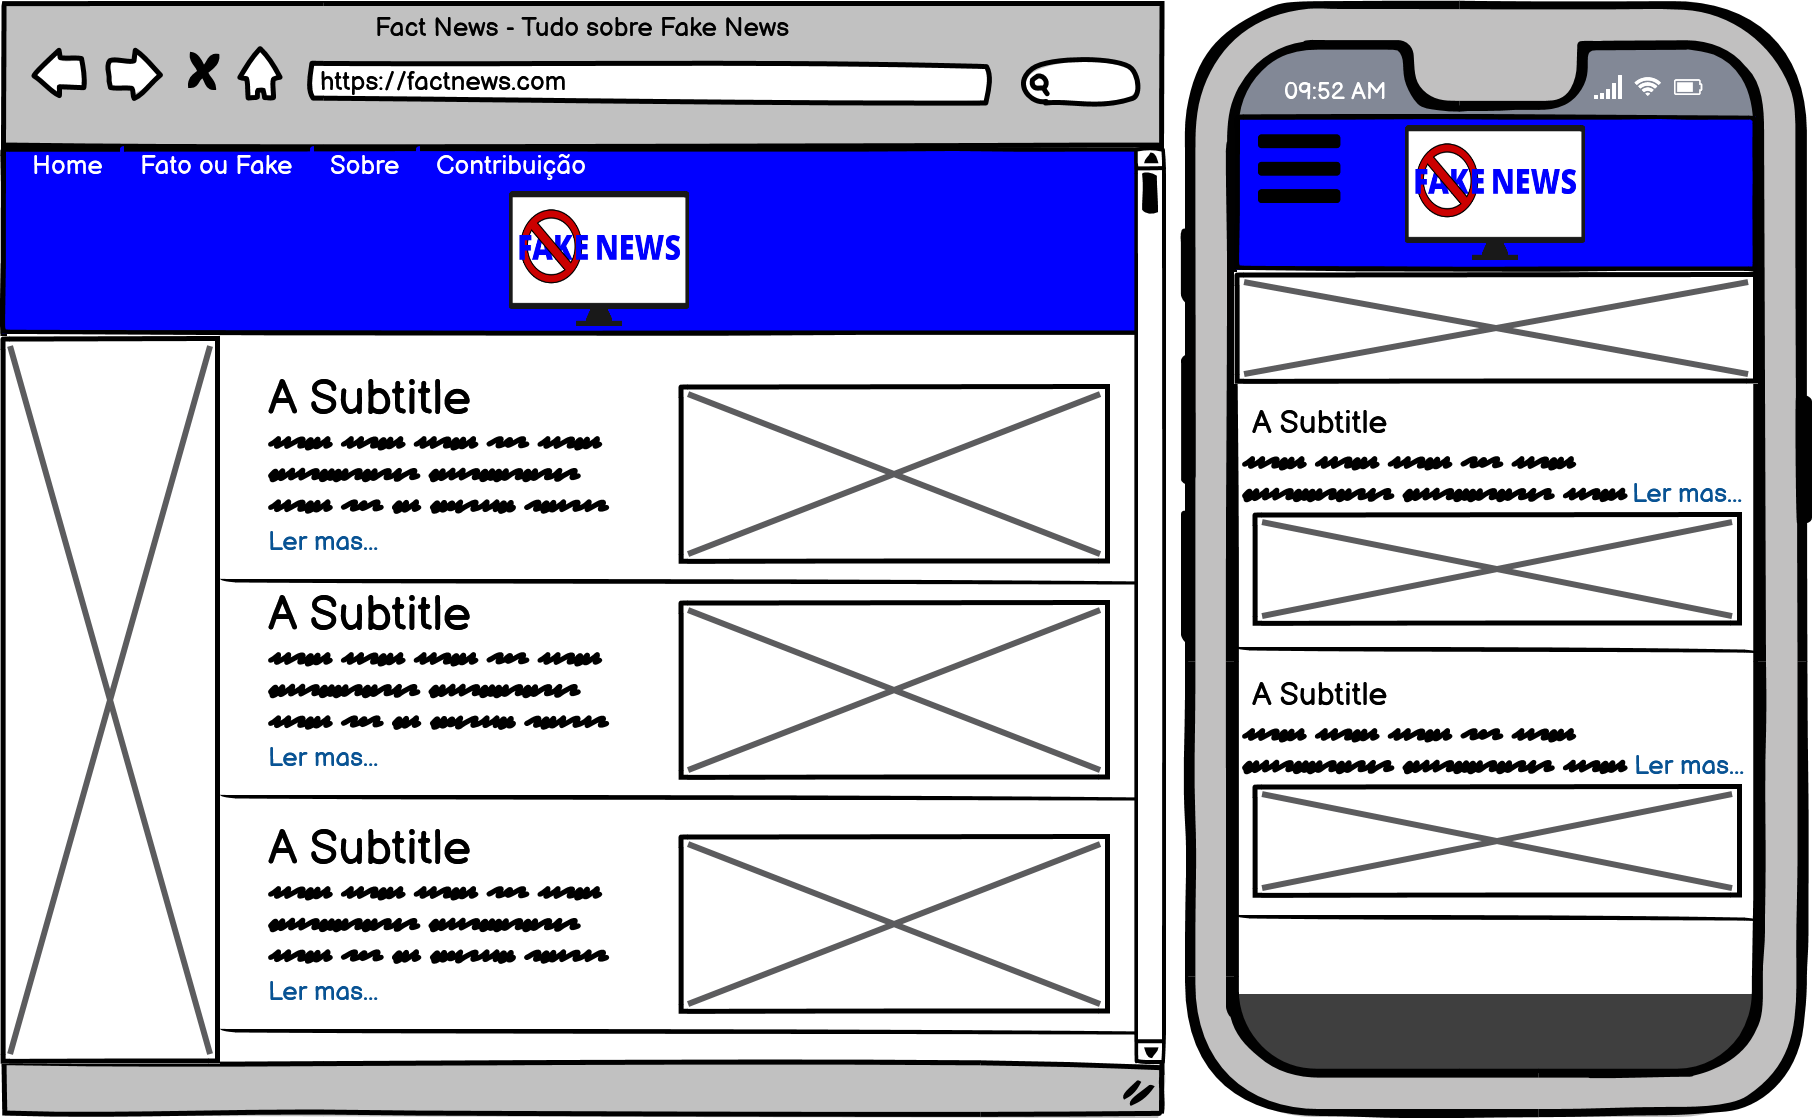 Fact News - Tudo sobre Fake News
https://factnews.com
Home Fato ou Fake Sobre Contribuição
FAKE NEWS
A Subtitle
Ler mas...
A Subtitle
Ler mas...
A Subtitle
Ler mas...
09:52 AM
FAKE NEWS
A Subtitle
Ler mas...
A Subtitle
Ler mas...